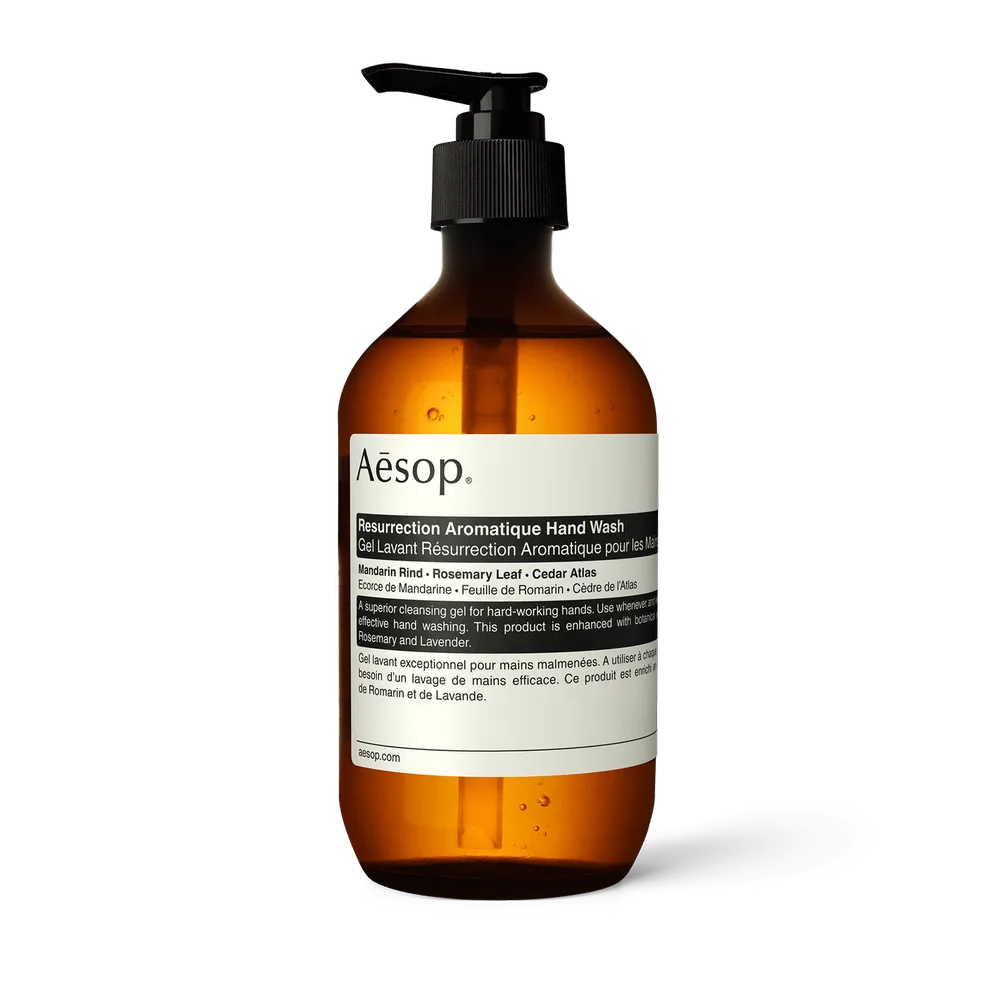 Aēsop®
Resurrection Aromatique Hand Wash
Gel Lavant Résurrection Aromatique pour les
Mandarin Rind • Rosemary Leaf • Cedar Atlas
Ecorce de Mandarine • Feuille de Romarin • Cèdre de l'Atlas
A superior cleansing gel for hard-working hands. Use whenever and
effective hand washing. This product is enhanced with botanical
Rosemary and Lavender.
Gel lavant exceptionnel pour mains malmenées. A utiliser à
besoin d'un lavage de mains efficace. Ce produit est enrichi
de Romarin et de Lavande.
aesop.com